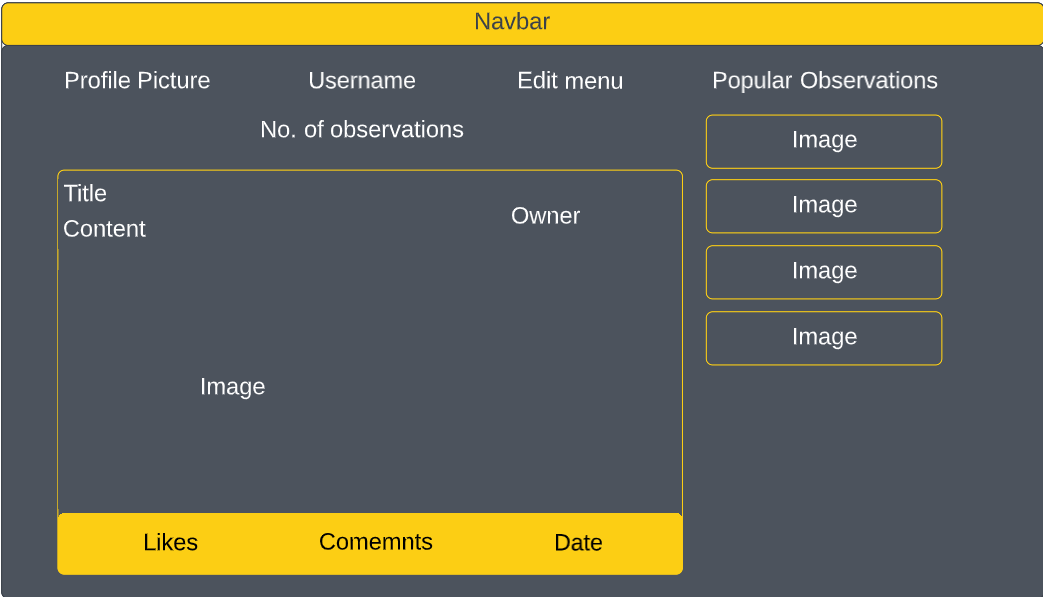 Navbar
Profile Picture
Username
Edit menu
No. of observations
Title
Content
Owner
Image
Likes
Comemnts
Date
Popular Observations
Image
Image
Image
Image